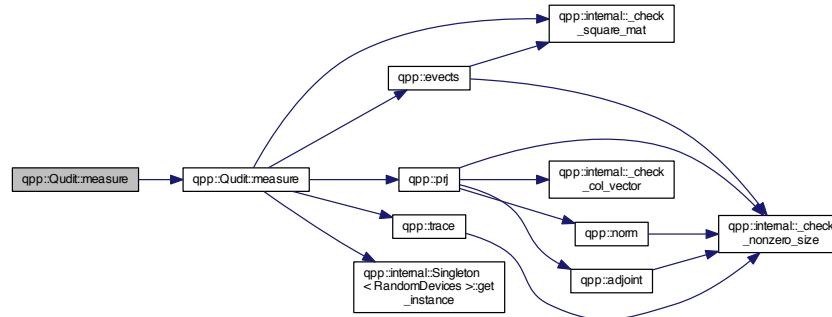 qpp::internal::_check
_square_mat
qpp::evects
qpp::Qudit::measure
qpp::Qudit::measure
qpp::prj
qpp::internal::_check
_col_vector
qpp::trace
qpp::norm
qpp::internal::_check
_nonzero_size
qpp::internal::Singleton
< RandomDevices >::get
_instance
qpp::adjoint